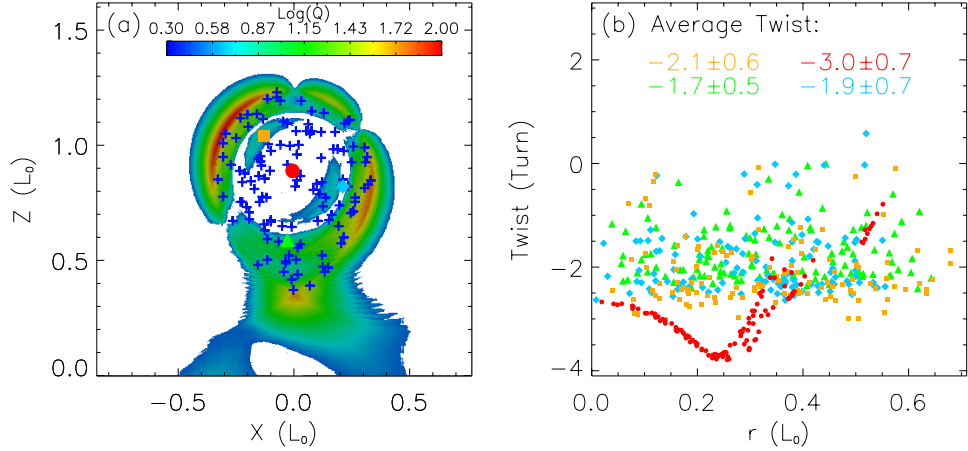 (a)
Log(Q)
0.30 0.58 0.87 1.15 1.43 1.72 2.00
1.5
1.0
0.5
0.0
Z (L₀)
−0.5 0.0 0.5
X (L₀)
(b) Average Twist:
−2.1±0.6 −3.0±0.7
−1.7±0.5 −1.9±0.7
2
0
−2
−4
Twist (Turn)
0.0 0.2 0.4 0.6
r (L₀)